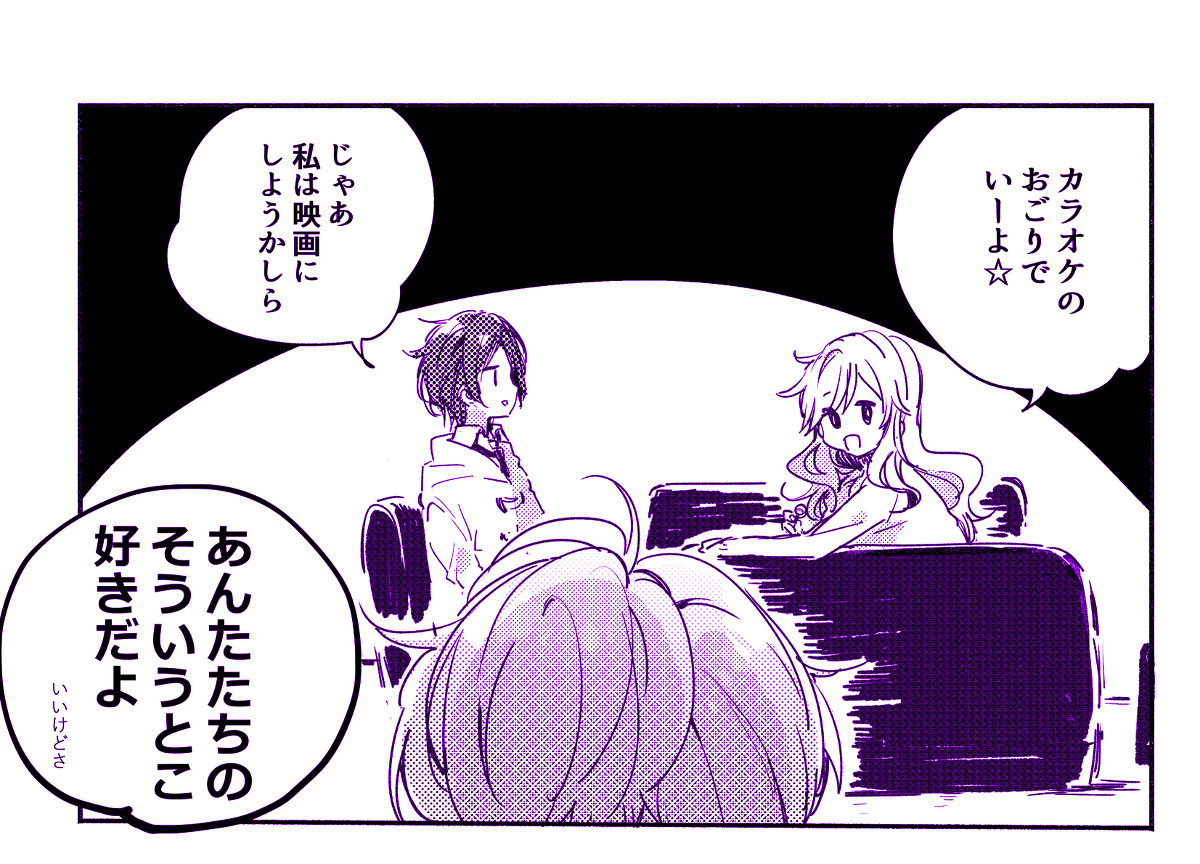 カラオケの
おごりで
いーよ☆
じゃあ
私は映画に
しようかしら
あんたたちの
そういうとこ
好きだよ
いいけどさ